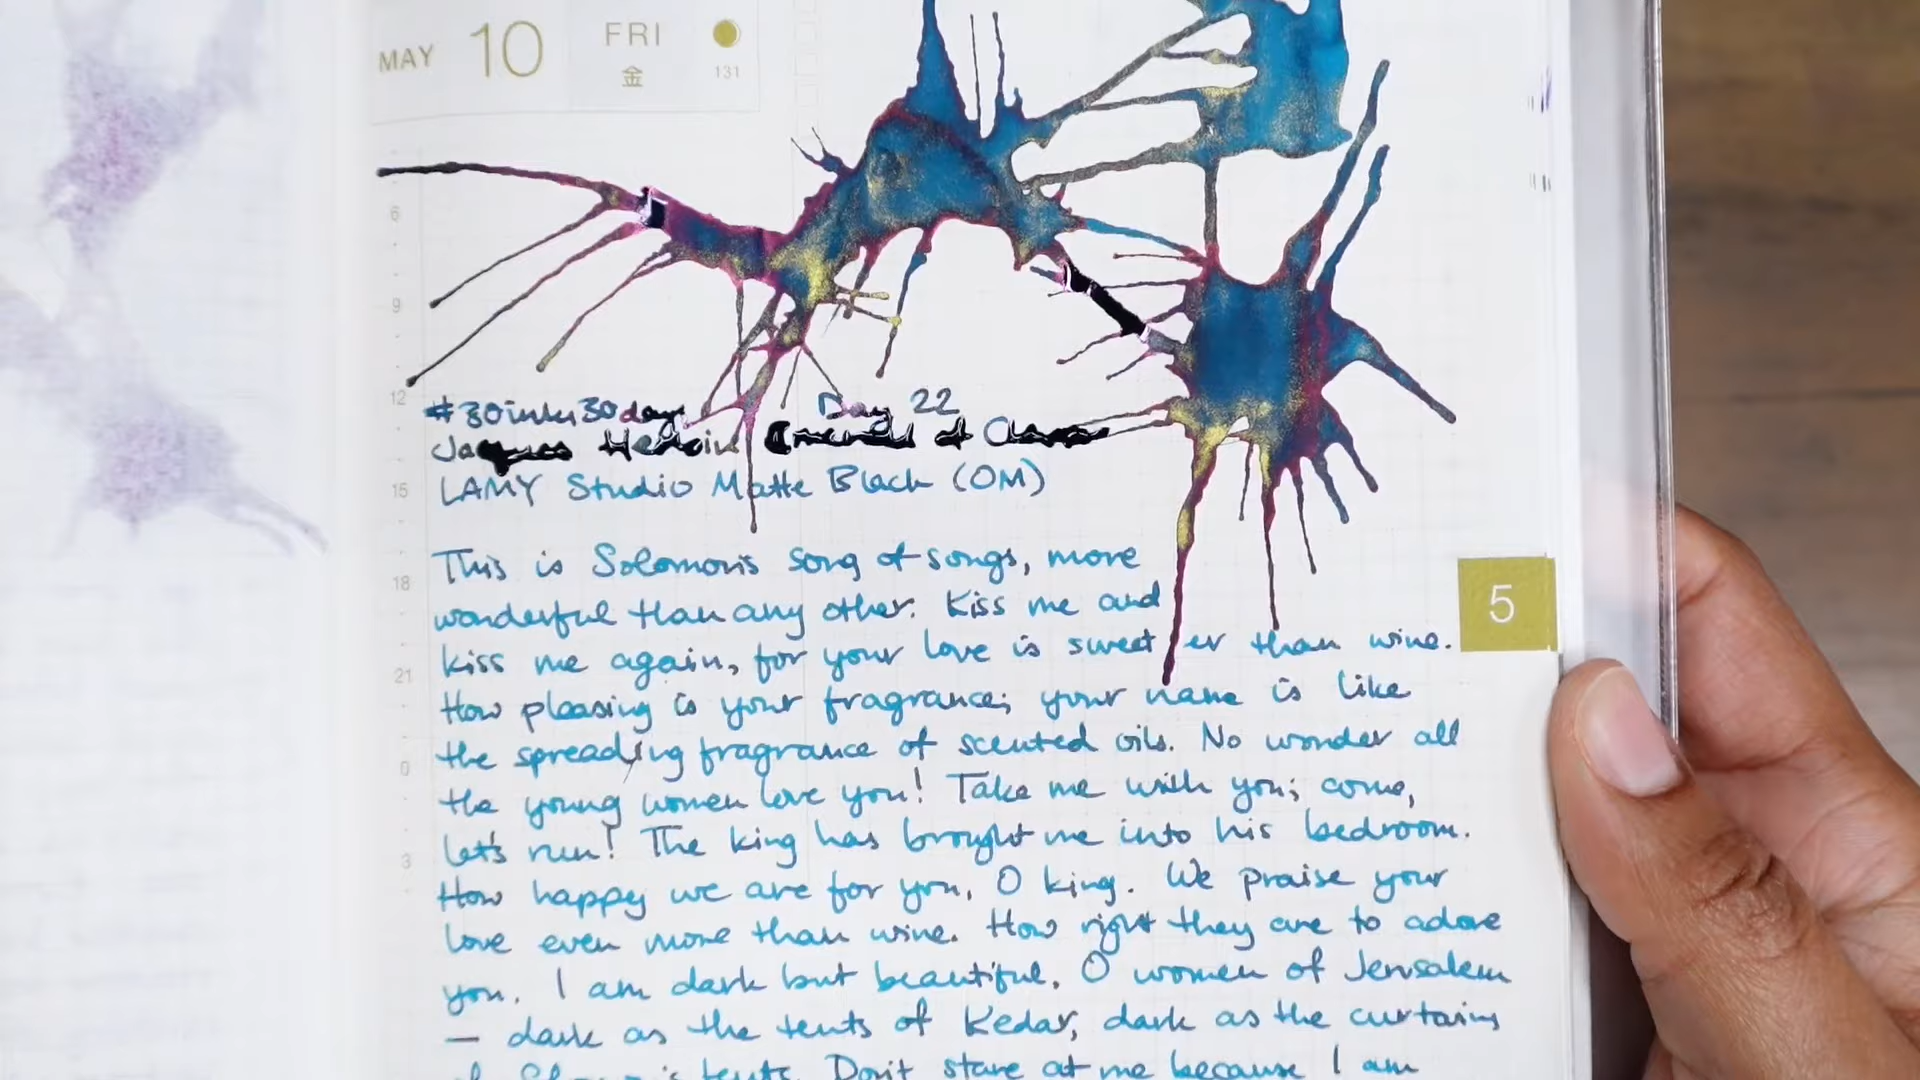 MAY 10 FRI
金 131
6
9
12
#30inks30days Day 22
Jacques Herbin Emerald of Chivor
LAMY Studio Matte Black (OM)
15
This is Solomon's song of songs, more
18
wonderful than any other. Kiss me and
kiss me again, for your love is sweeter than wine.
5
21
How pleasing is your fragrance; your name is like
the spreading fragrance of scented oils. No wonder all
0
the young women love you! Take me with you; come,
let's run! The king has brought me into his bedroom.
3
How happy we are for you, O king. We praise your
love even more than wine. How right they are to adore
you. I am dark but beautiful, O women of Jerusalem
— dark as the tents of Kedar, dark as the curtains
tents. Don't stare at me because I am